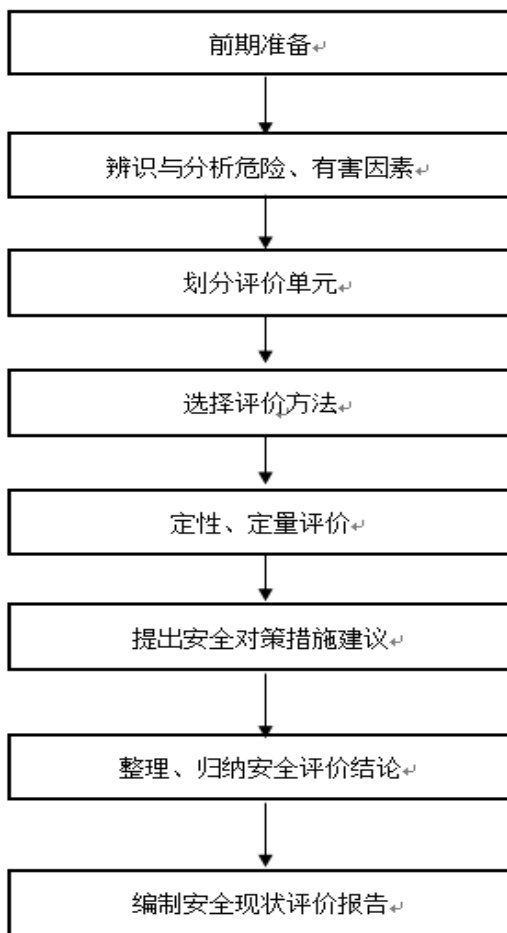 前期准备
辨识与分析危险、有害因素
划分评价单元
选择评价方法
定性、定量评价
提出安全对策措施建议
整理、归纳安全评价结论
编制安全现状评价报告